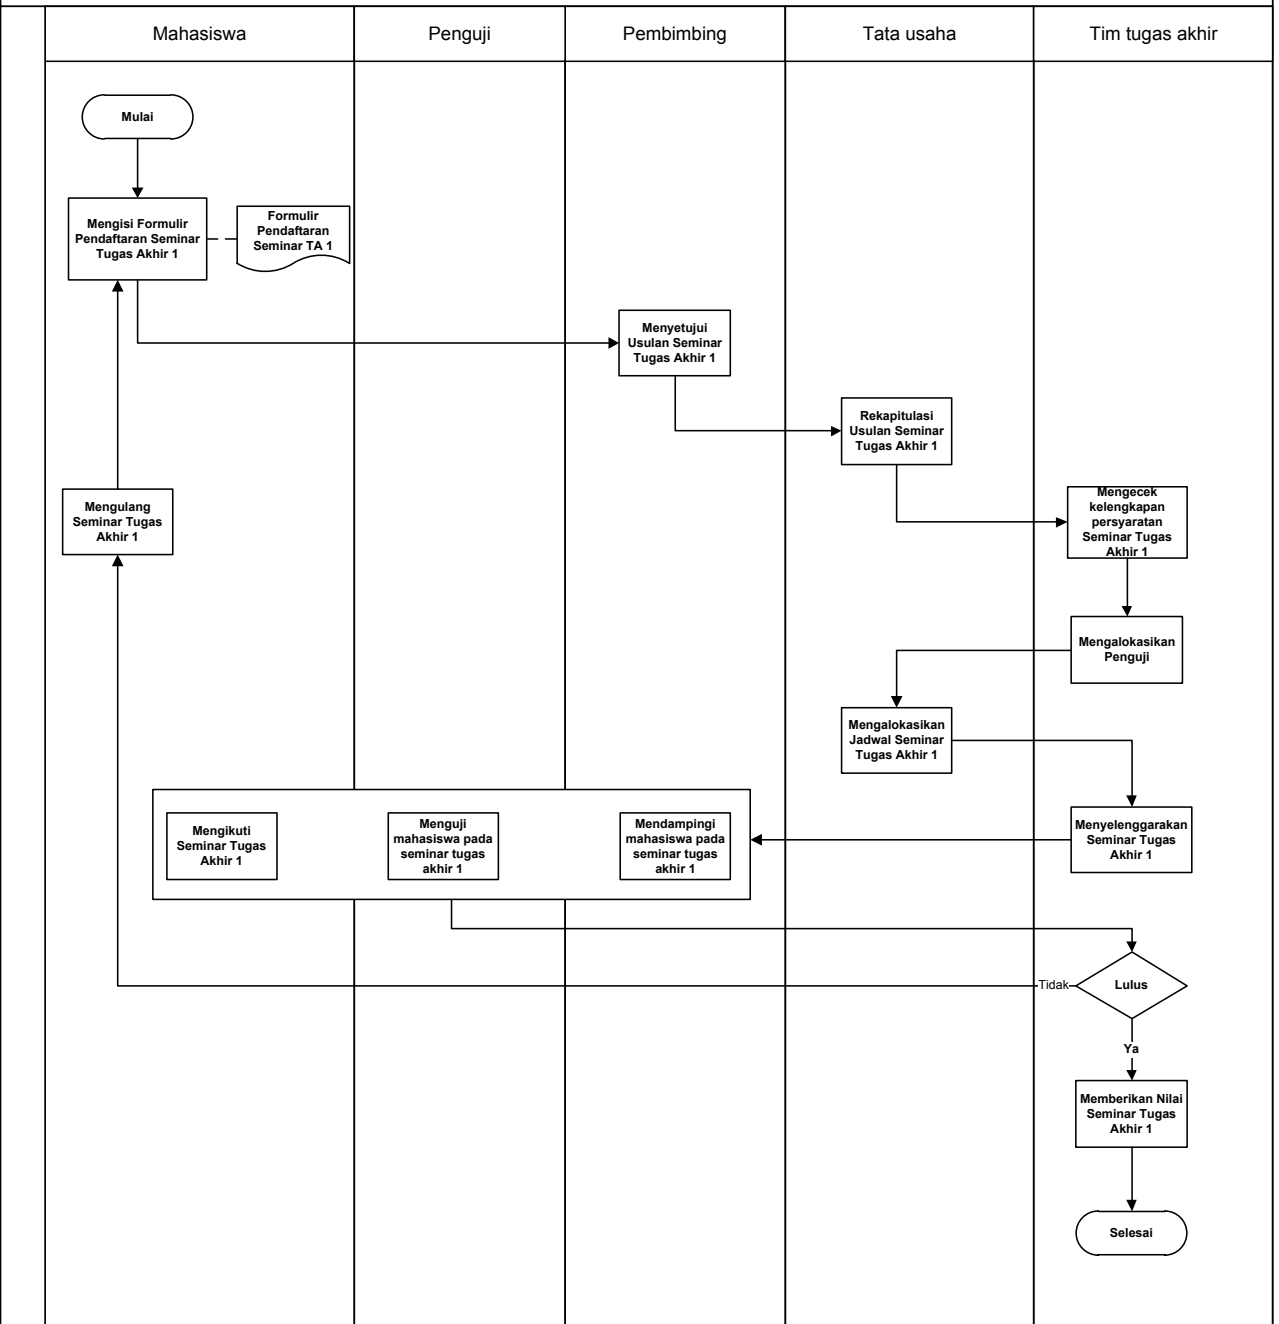 Mahasiswa
Penguji
Pembimbing
Tata usaha
Tim tugas akhir
Mulai
Mengisi Formulir
Pendaftaran Seminar
Tugas Akhir 1
Formulir
Pendaftaran
Seminar TA 1
Menyetujui
Usulan Seminar
Tugas Akhir 1
Rekapitulasi
Usulan Seminar
Tugas Akhir 1
Mengulang
Seminar Tugas
Akhir 1
Mengecek
kelengkapan
persyaratan
Seminar Tugas
Akhir 1
Mengalokasikan
Penguji
Mengalokasikan
Jadwal Seminar
Tugas Akhir 1
Mengikuti
Seminar Tugas
Akhir 1
Menguji
mahasiswa pada
seminar tugas
akhir 1
Mendampingi
mahasiswa pada
seminar tugas
akhir 1
Menyelenggarakan
Seminar Tugas
Akhir 1
Tidak
Lulus
Ya
Memberikan Nilai
Seminar Tugas
Akhir 1
Selesai